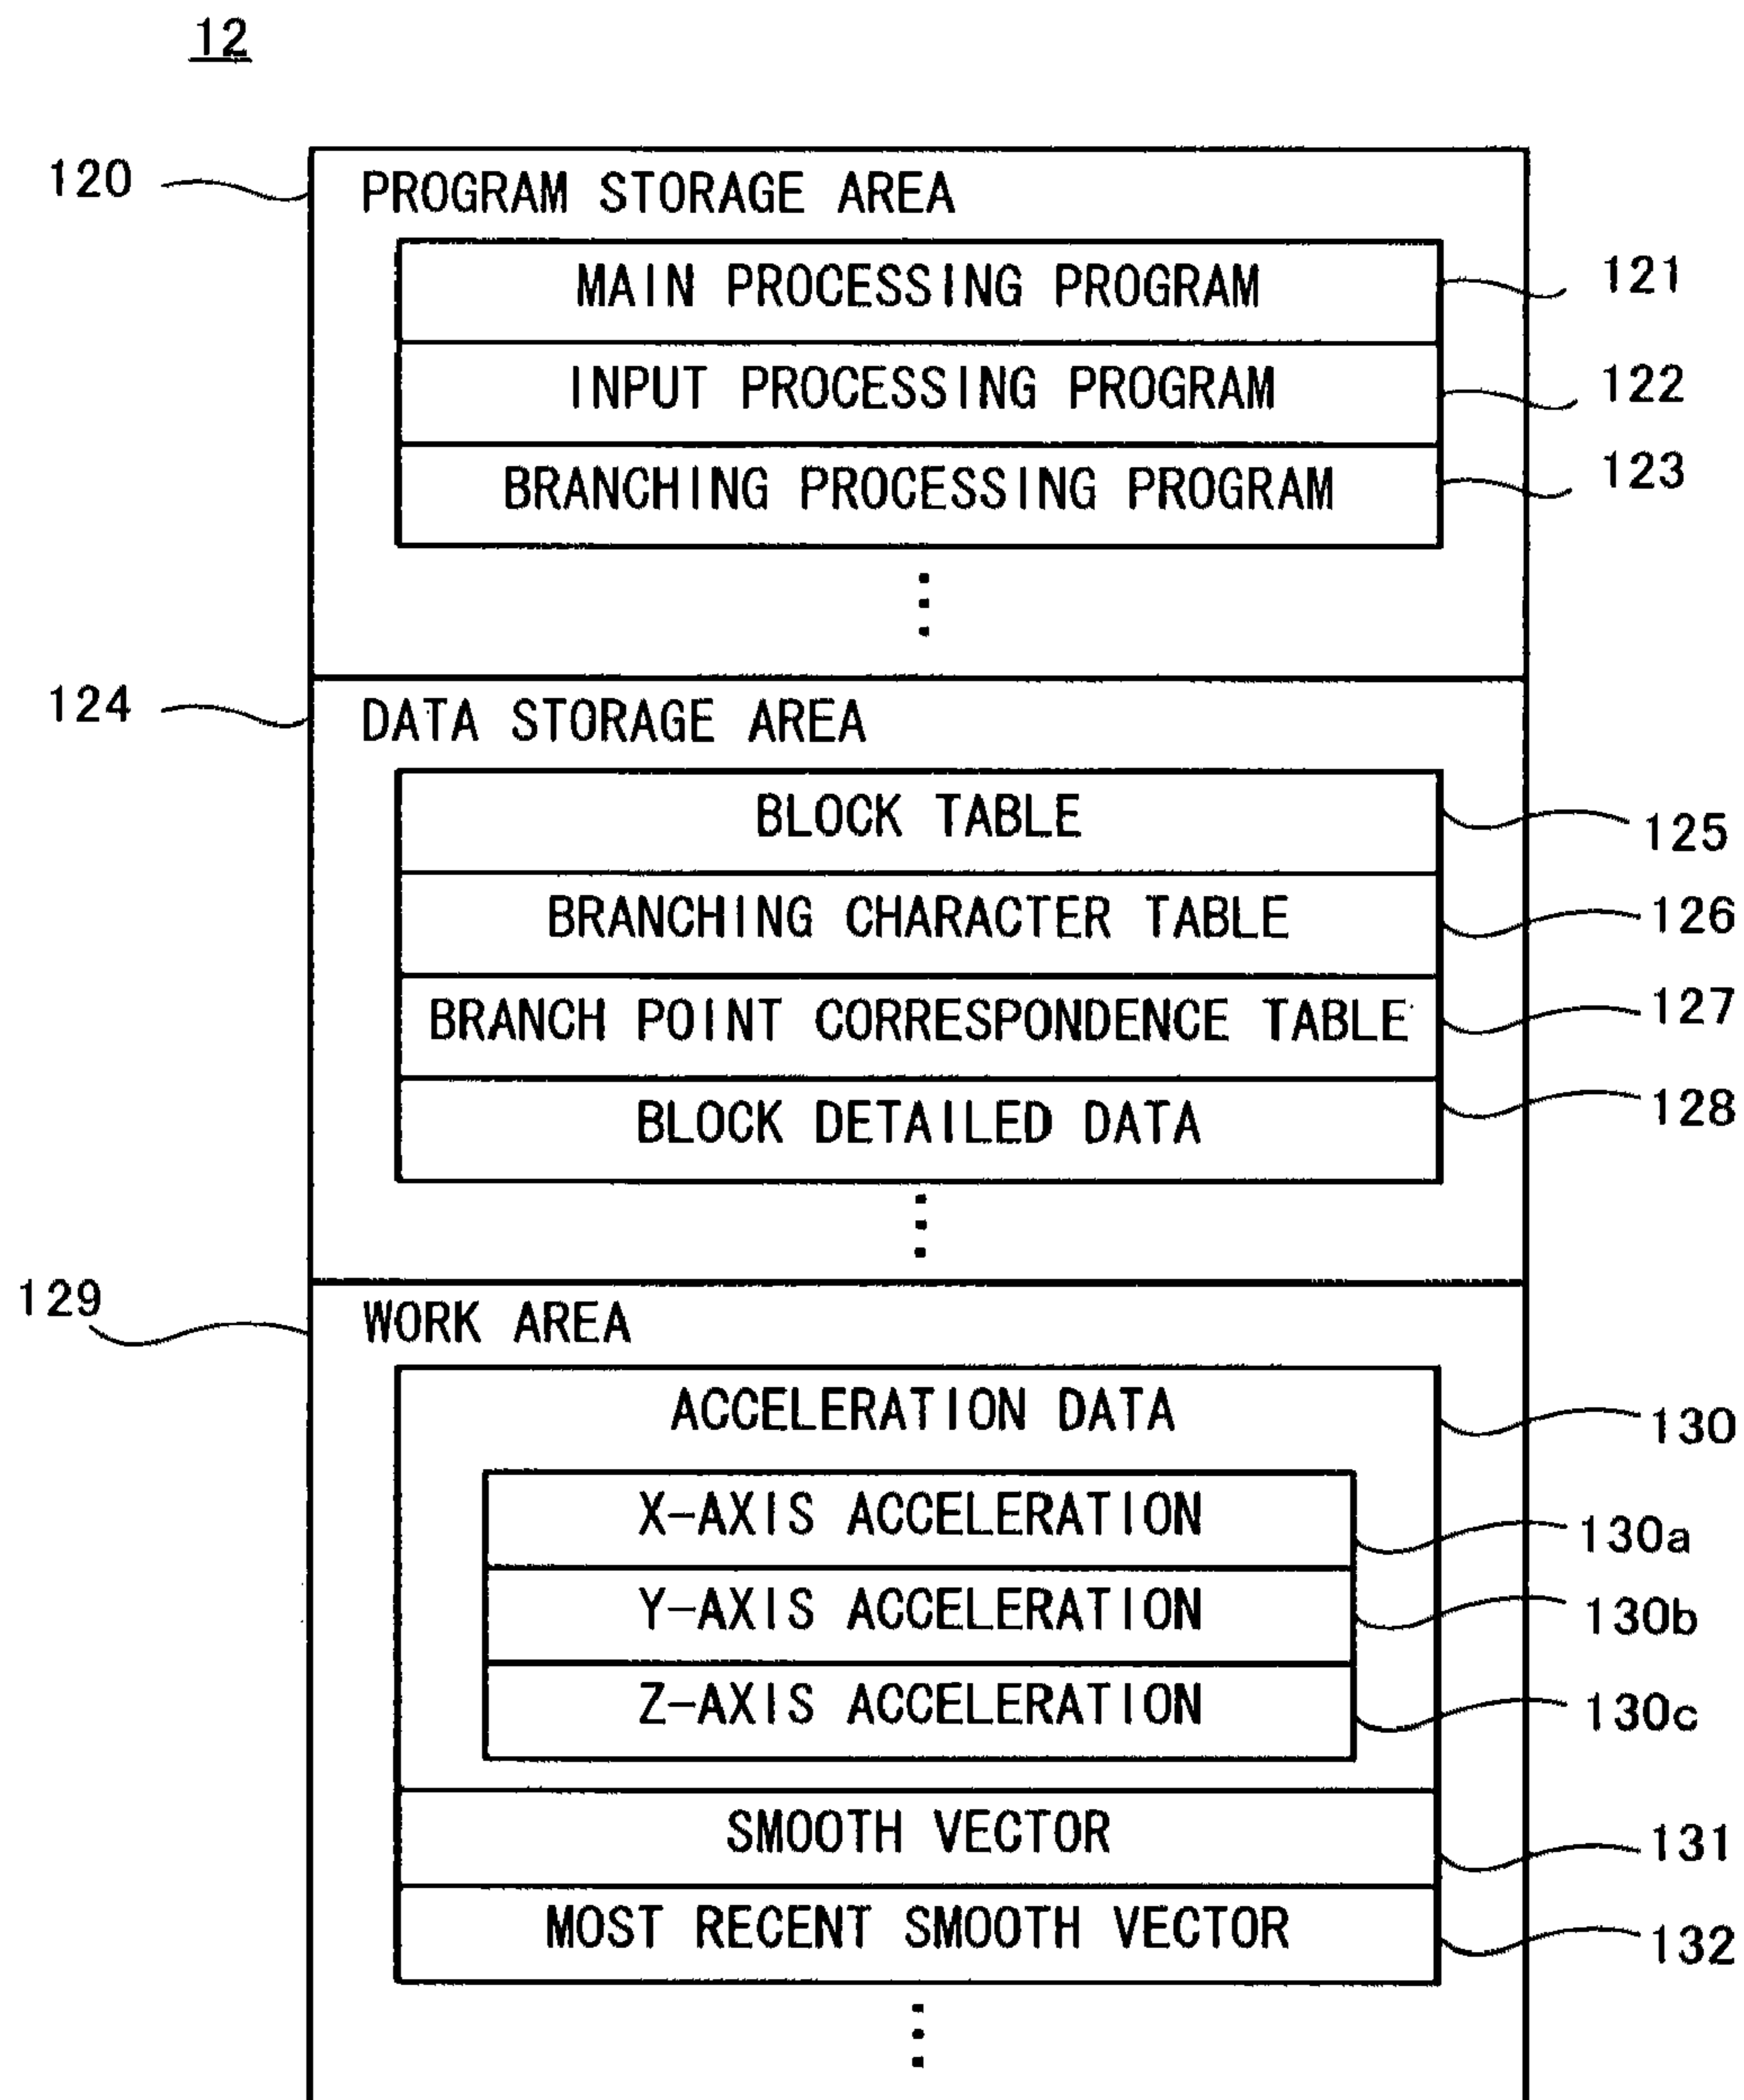 12
120
PROGRAM STORAGE AREA
MAIN PROCESSING PROGRAM
121
INPUT PROCESSING PROGRAM
122
BRANCHING PROCESSING PROGRAM
123
124
DATA STORAGE AREA
BLOCK TABLE
125
BRANCHING CHARACTER TABLE
126
BRANCH POINT CORRESPONDENCE TABLE
127
BLOCK DETAILED DATA
128
129
WORK AREA
ACCELERATION DATA
130
X-AXIS ACCELERATION
130a
Y-AXIS ACCELERATION
130b
Z-AXIS ACCELERATION
130c
SMOOTH VECTOR
131
MOST RECENT SMOOTH VECTOR
132